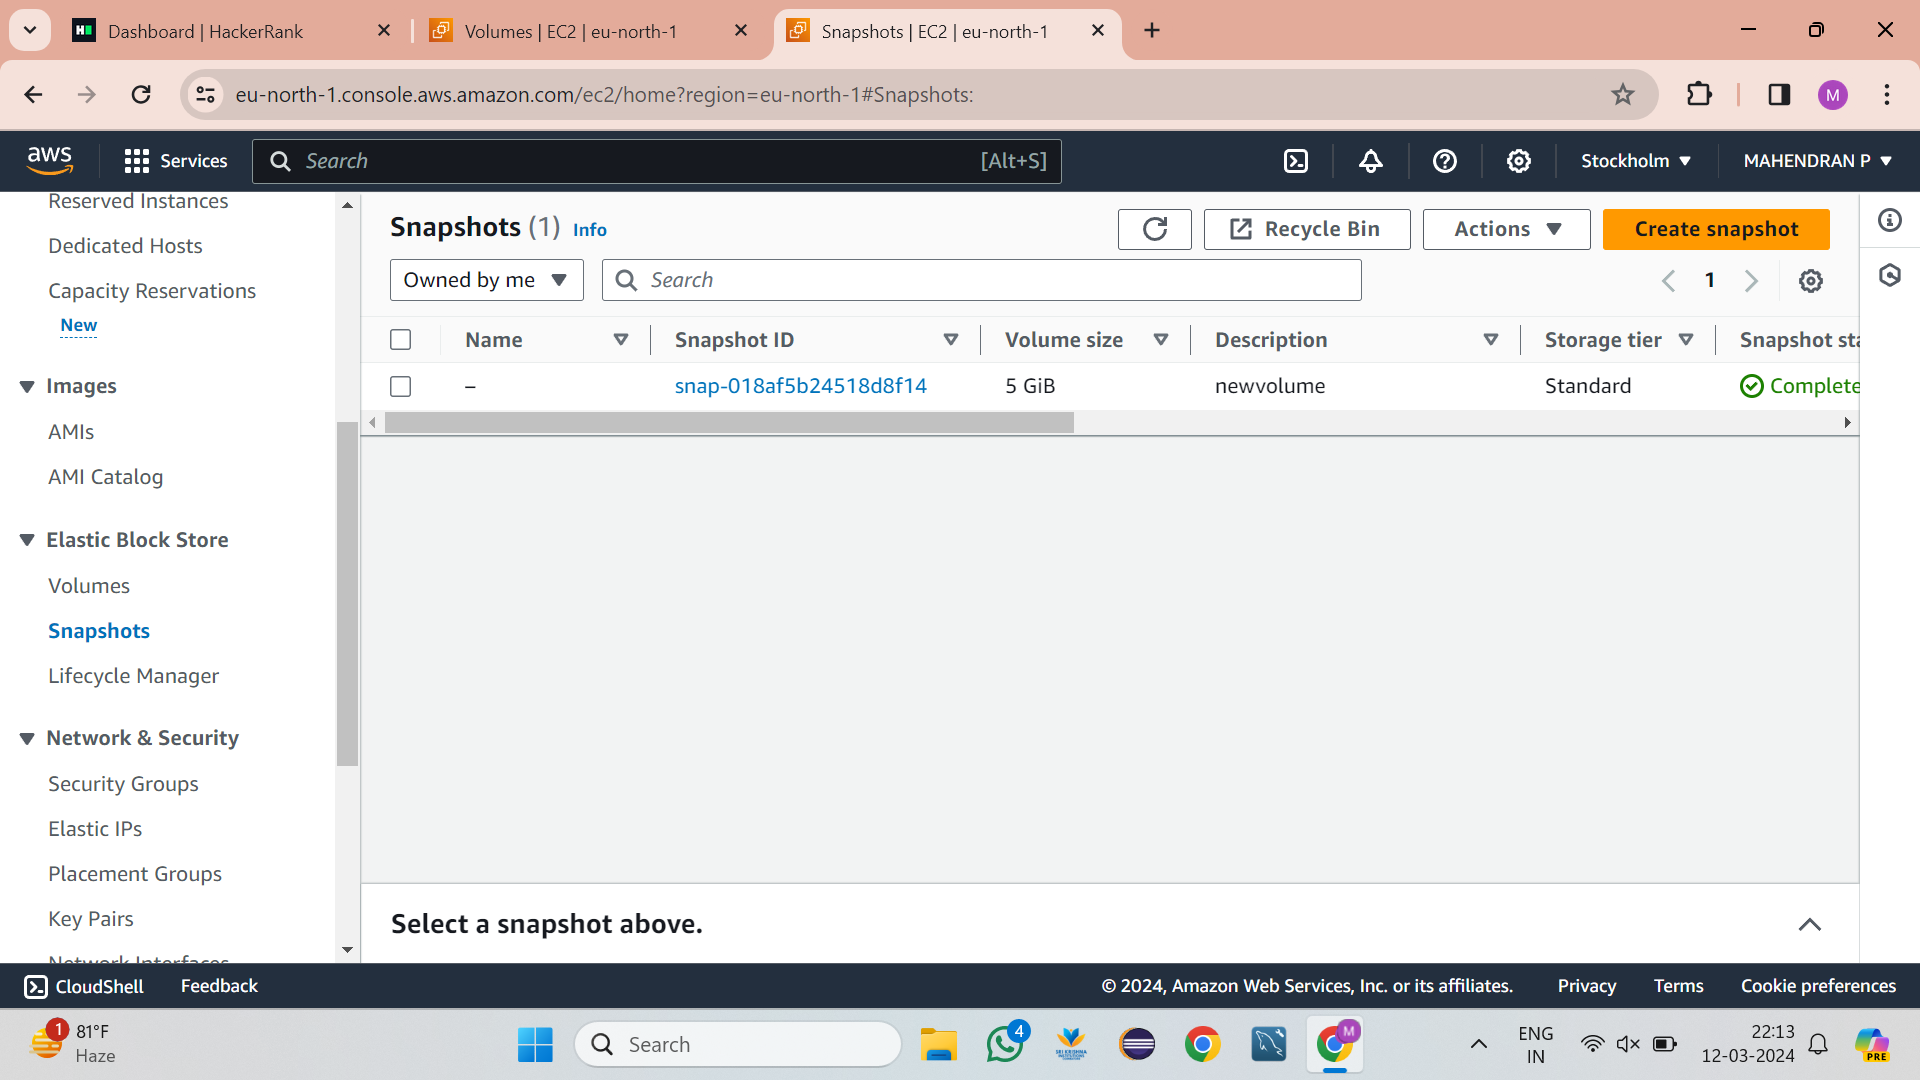 Dashboard | HackerRank
Volumes | EC2 | eu-north-1
Snapshots | EC2 | eu-north-1
eu-north-1.console.aws.amazon.com/ec2/home?region=eu-north-1#Snapshots:
M
aws
Services
Search
[Alt+S]
Stockholm
MAHENDRAN P
Reserved Instances
Dedicated Hosts
Capacity Reservations
New
Images
AMIs
AMI Catalog
Elastic Block Store
Volumes
Snapshots
Lifecycle Manager
Network & Security
Security Groups
Elastic IPs
Placement Groups
Key Pairs
Network Interfaces
Snapshots (1) Info
Recycle Bin
Actions
Create snapshot
Owned by me
Search
1
Name
Snapshot ID
Volume size
Description
Storage tier
Snapshot sta
–
snap-018af5b24518d8f14
5 GiB
newvolume
Standard
Complete
Select a snapshot above.
CloudShell
Feedback
© 2024, Amazon Web Services, Inc. or its affiliates.
Privacy
Terms
Cookie preferences
1
81°F
Haze
Search
4
M
ENG
IN
22:13
12-03-2024
PRE